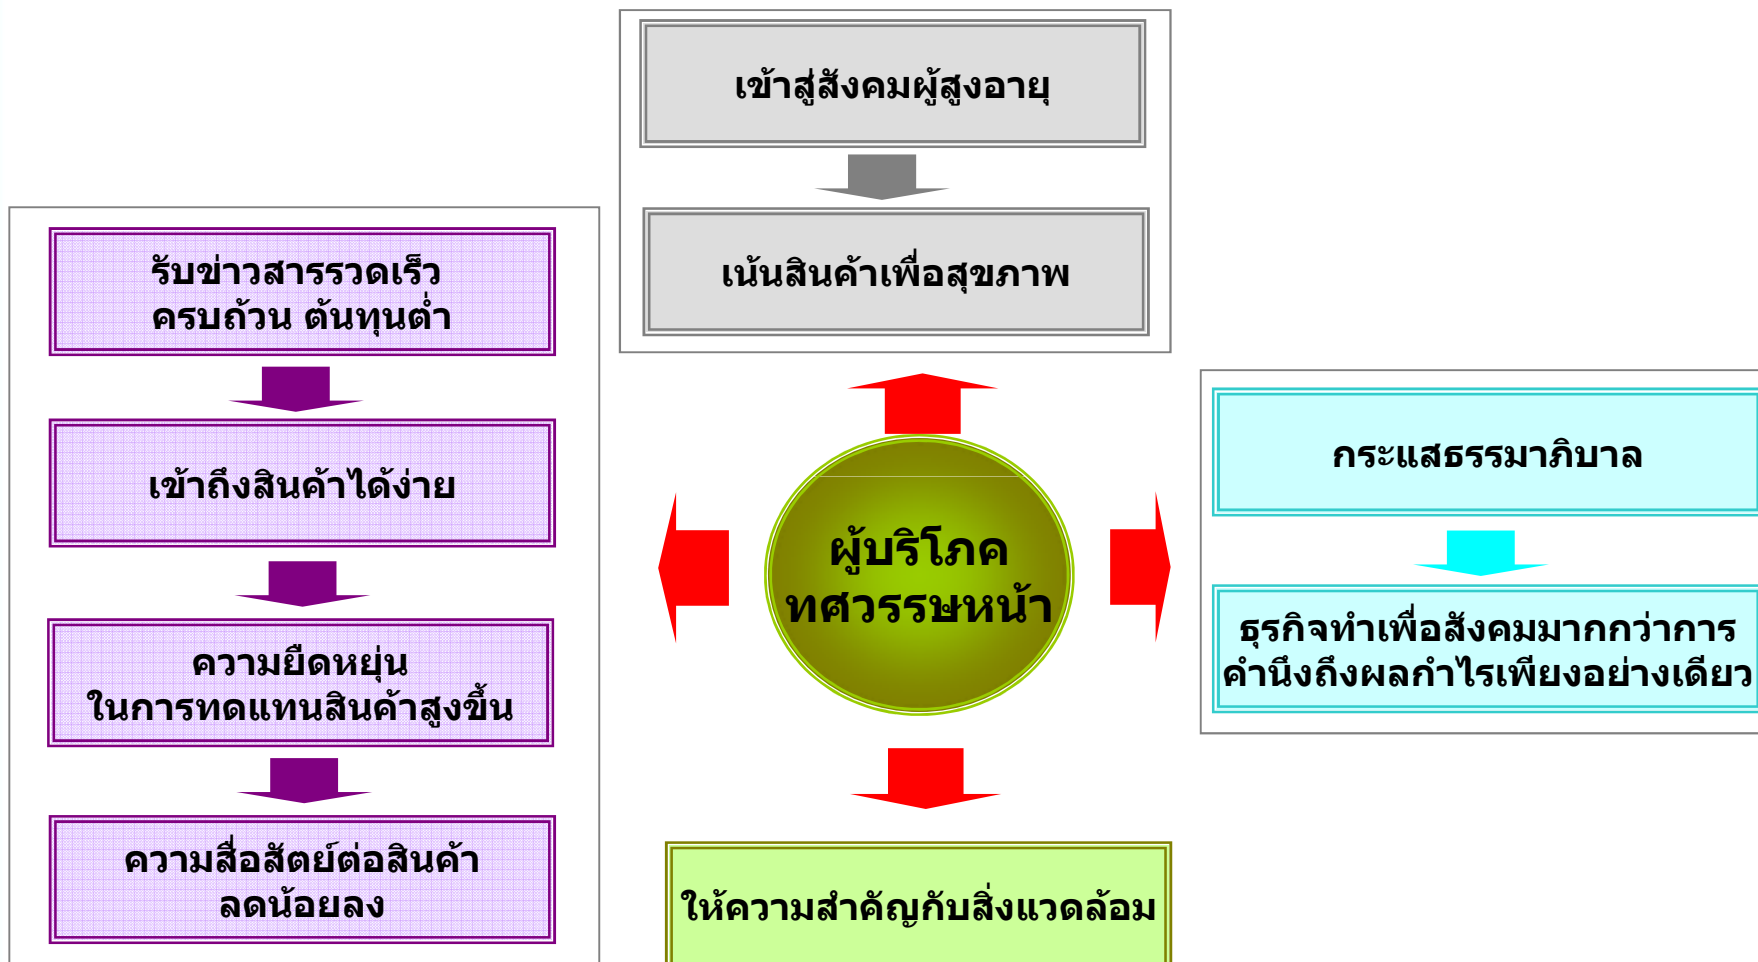 เข้าสู่สังคมผู้สูงอายุ
เน้นสินค้าเพื่อสุขภาพ
รับข่าวสารรวดเร็ว
ครบถ้วน ต้นทุนต่ำ
เข้าถึงสินค้าได้ง่าย
ความยืดหยุ่น
ในการทดแทนสินค้าสูงขึ้น
ความสื่อสัตย์ต่อสินค้า
ลดน้อยลง
ผู้บริโภค
ทศวรรษหน้า
กระแสธรรมาภิบาล
ธุรกิจทำเพื่อสังคมมากกว่าการ
คำนึงถึงผลกำไรเพียงอย่างเดียว
ให้ความสำคัญกับสิ่งแวดล้อม